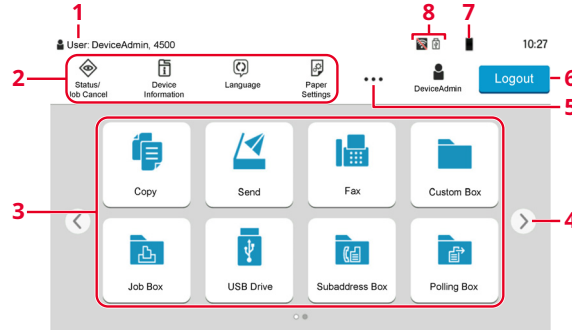 1
8
7
User: DeviceAdmin, 4500
10:27
2
Status/
Job Cancel
Device
Information
Language
Paper
Settings
DeviceAdmin
Logout
6
5
3
Copy
Send
Fax
Custom Box
4
Job Box
USB Drive
Subaddress Box
Polling Box